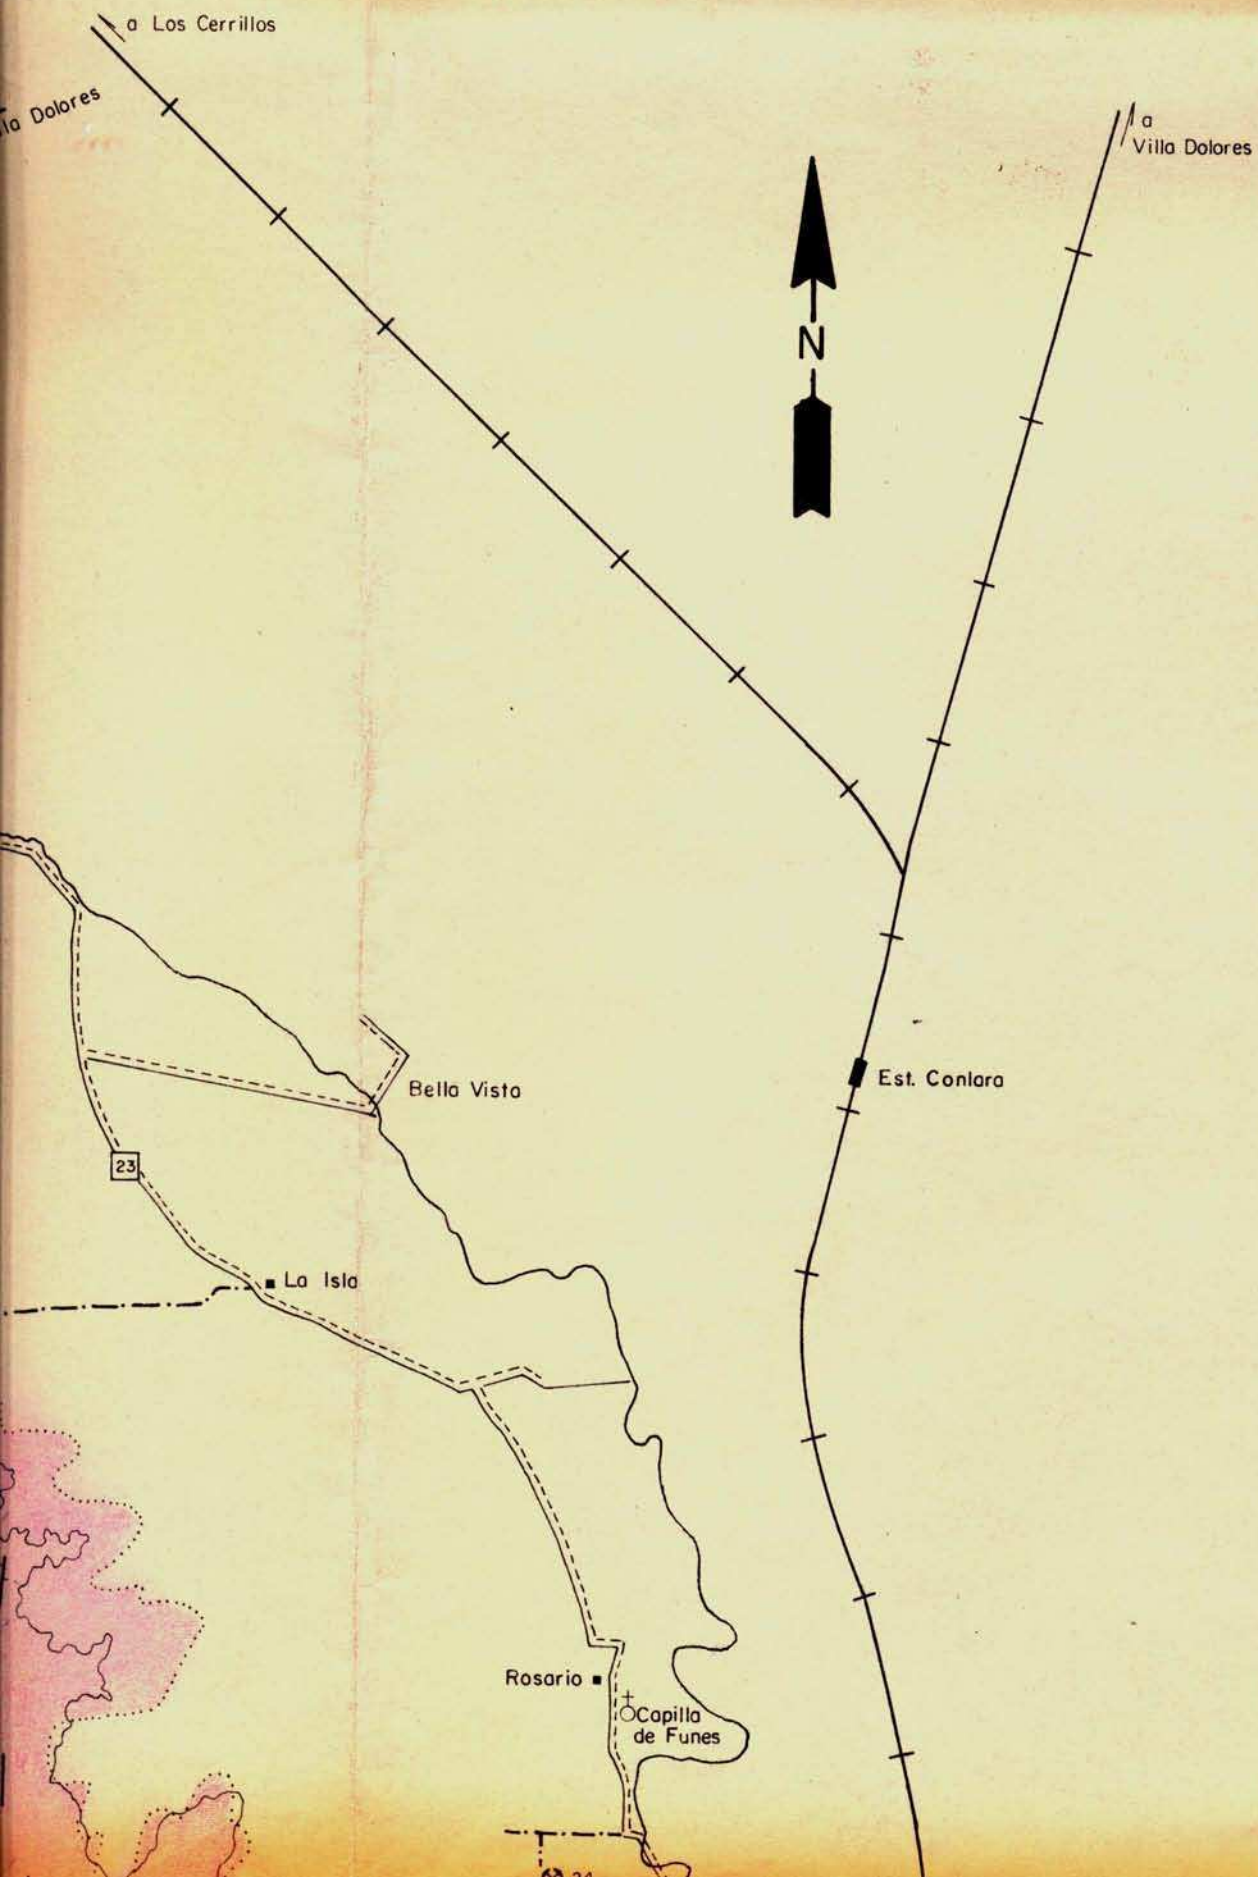 a Los Cerrillos
Dolores
a
Villa Dolores
N
Bella Vista
Est. Conlara
23
La Isla
Rosario
Capilla
de Funes